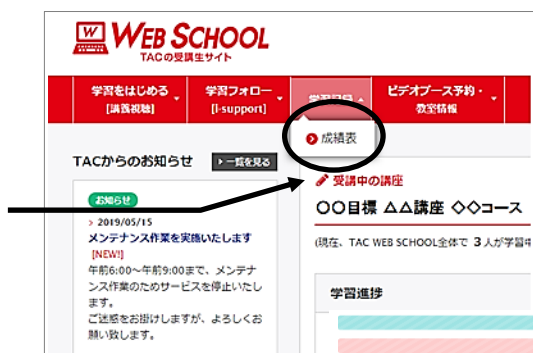 WEB SCHOOL
TACの受講生サイト
学習をはじめる
[講義視聴]
学習フォロー
[i-support]
学習記録
ビデオブース予約・
教室情報
成績表
TACからのお知らせ
一覧を見る
お知らせ
2019/05/15
メンテナンス作業を実施いたします
[NEW!]
午前6:00～午前9:00まで、メンテナ
ンス作業のためサービスを停止いたし
ます。
ご迷惑をお掛けしますが、よろしくお
願い致します。
受講中の講座
〇〇目標 △△講座 ◇◇コース
(現在、TAC WEB SCHOOL全体で 3 人が学習中
学習進捗